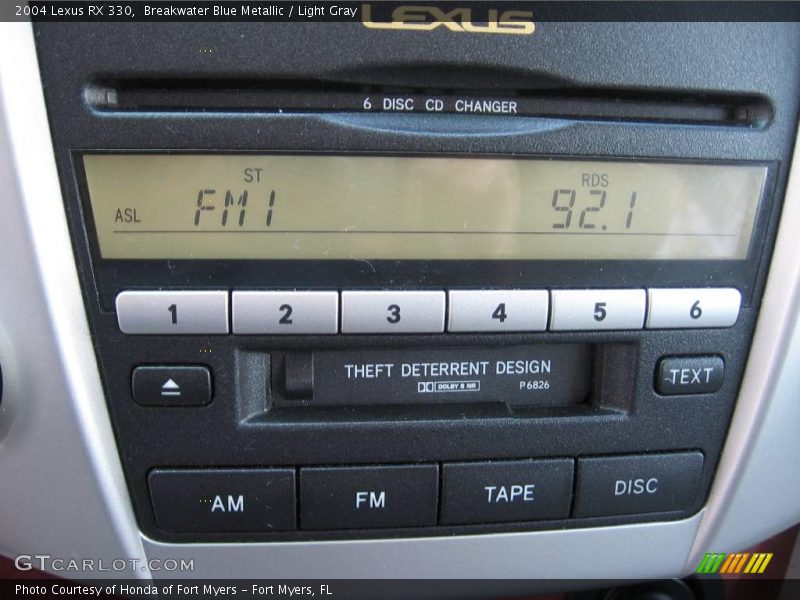 2004 Lexus RX 330,  Breakwater Blue Metallic / Light Gray
LEXUS
6 DISC CD CHANGER
ST
RDS
ASL FM1 92.1
1 2 3 4 5 6
THEFT DETERRENT DESIGN
DOLBY B NR P6826
TEXT
AM FM TAPE DISC
GTCARLOT.COM
Photo Courtesy of Honda of Fort Myers – Fort Myers, FL